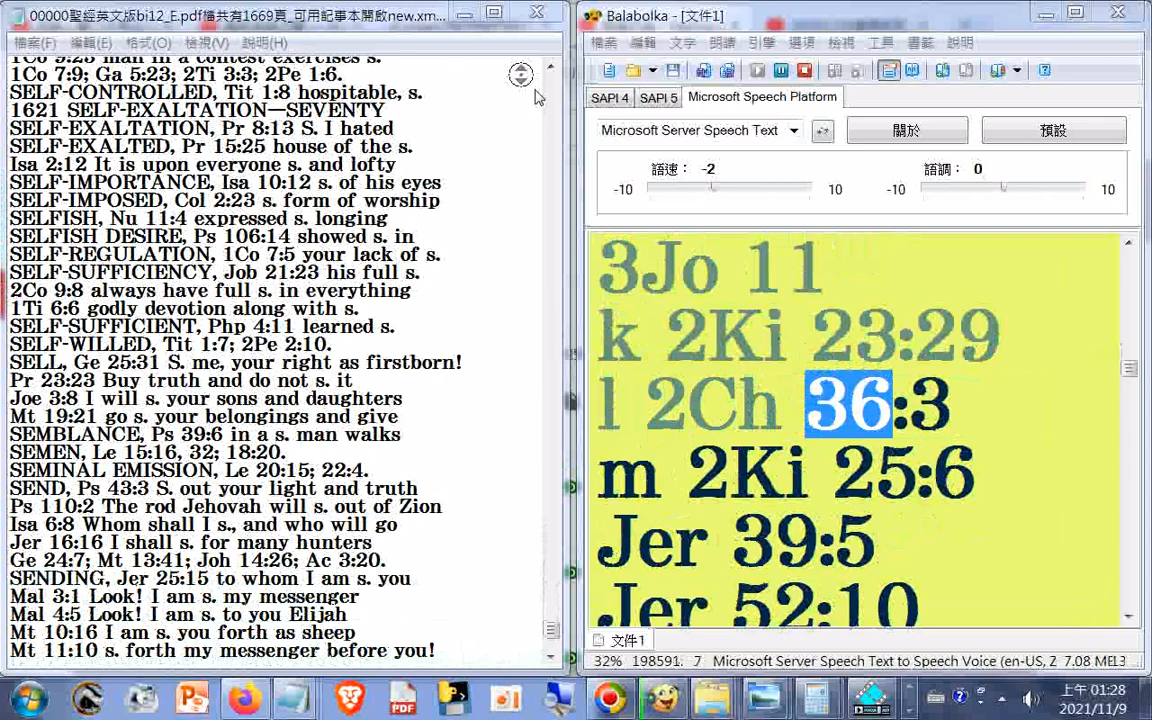 00000聖經英文版bi12_E.pdf檔共有1669頁_可用記事本開啟new.xm...
檔案(F) 編輯(E) 格式(O) 檢視(V) 說明(H)
1Co 9:25 man in a contest exercises s.
1Co 7:9; Ga 5:23; 2Ti 3:3; 2Pe 1:6.
SELF-CONTROLLED, Tit 1:8 hospitable, s.
1621 SELF-EXALTATION—SEVENTY
SELF-EXALTATION, Pr 8:13 S. I hated
SELF-EXALTED, Pr 15:25 house of the s.
Isa 2:12 It is upon everyone s. and lofty
SELF-IMPORTANCE, Isa 10:12 s. of his eyes
SELF-IMPOSED, Col 2:23 s. form of worship
SELFISH, Nu 11:4 expressed s. longing
SELFISH DESIRE, Ps 106:14 showed s. in
SELF-REGULATION, 1Co 7:5 your lack of s.
SELF-SUFFICIENCY, Job 21:23 his full s.
2Co 9:8 always have full s. in everything
1Ti 6:6 godly devotion along with s.
SELF-SUFFICIENT, Php 4:11 learned s.
SELF-WILLED, Tit 1:7; 2Pe 2:10.
SELL, Ge 25:31 S. me, your right as firstborn!
Pr 23:23 Buy truth and do not s. it
Joe 3:8 I will s. your sons and daughters
Mt 19:21 go s. your belongings and give
SEMBLANCE, Ps 39:6 in a s. man walks
SEMEN, Le 15:16, 32; 18:20.
SEMINAL EMISSION, Le 20:15; 22:4.
SEND, Ps 43:3 S. out your light and truth
Ps 110:2 The rod Jehovah will s. out of Zion
Isa 6:8 Whom shall I s., and who will go
Jer 16:16 I shall s. for many hunters
Ge 24:7; Mt 13:41; Joh 14:26; Ac 3:20.
SENDING, Jer 25:15 to whom I am s. you
Mal 3:1 Look! I am s. my messenger
Mal 4:5 Look! I am s. to you Elijah
Mt 10:16 I am s. you forth as sheep
Mt 11:10 s. forth my messenger before you!
Balabolka - [文件1]
檔案 編輯 文字 朗讀 引擎 選項 檢視 工具 書籤 說明
SAPI 4 SAPI 5 Microsoft Speech Platform
Microsoft Server Speech Text 關於 預設
語速： -2 語調： 0
-10 10 -10 10
3Jo 11
k 2Ki 23:29
l 2Ch 36:3
m 2Ki 25:6
Jer 39:5
Jer 52:10
文件1
32% 198591. 7 Microsoft Server Speech Text to Speech Voice (en-US, Z 7.08 MB
PDF
上午 01:28
2021/11/9